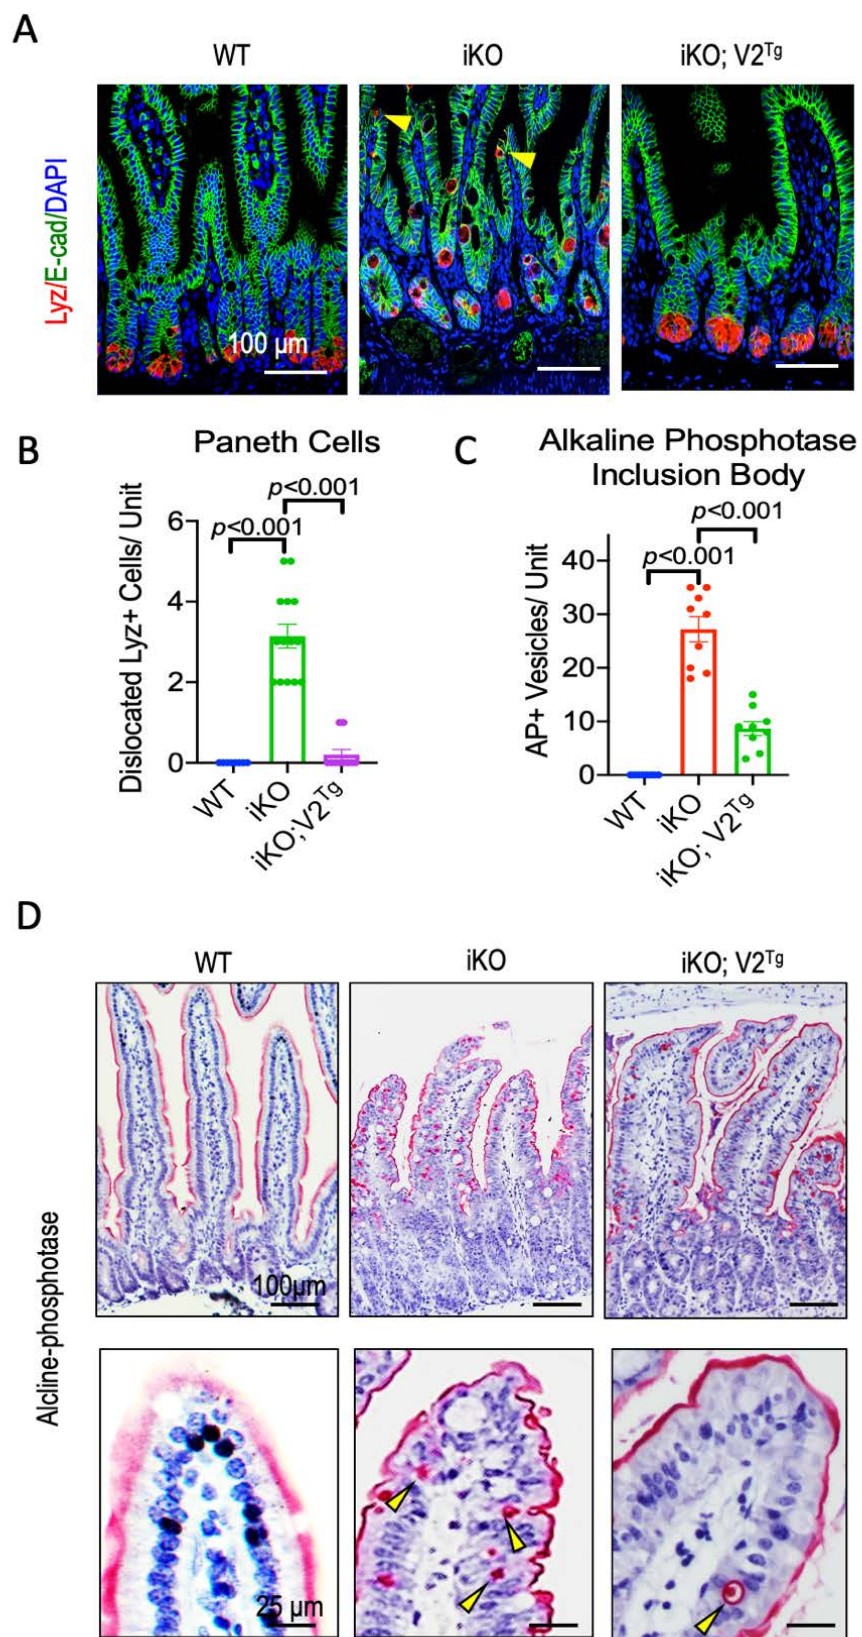 A
WT
iKO
iKO; V2Tg
Lyz/E-cad/DAPI
100 µm
B
Paneth Cells
Dislocated Lyz+ Cells/ Unit
p<0.001
p<0.001
6
4
2
0
WT
iKO
iKO;V2Tg
C
Alkaline Phosphotase
Inclusion Body
AP+ Vesicles/ Unit
p<0.001
p<0.001
40
30
20
10
0
WT
iKO
iKO; V2Tg
D
WT
iKO
iKO; V2Tg
Alcline-phosphotase
100µm
25 µm